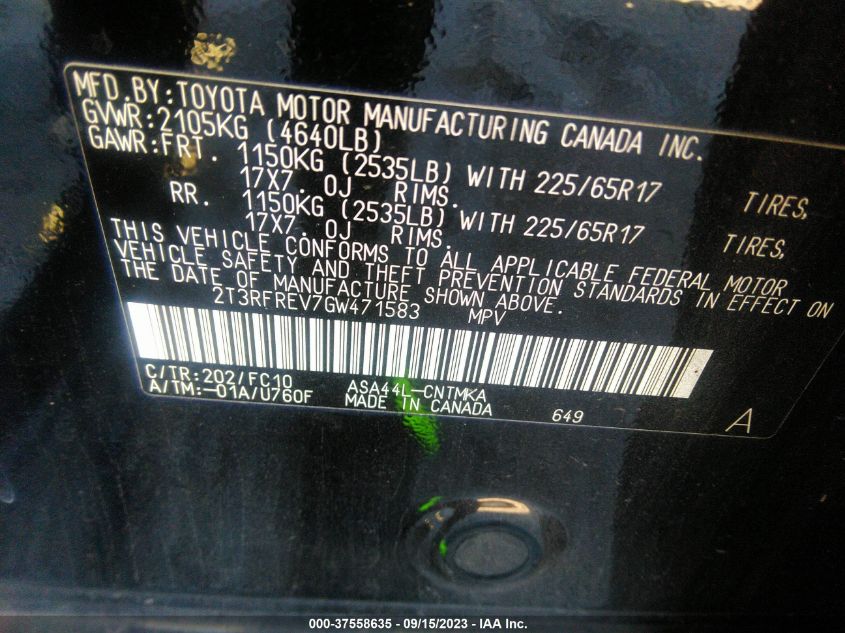 MFD. BY: TOYOTA MOTOR MANUFACTURING CANADA INC.
GVWR: 2105KG (4640LB)
GAWR: FRT. 1150KG (2535LB) WITH 225/65R17 TIRES,
17X7. 0J RIMS.
RR. 1150KG (2535LB) WITH 225/65R17 TIRES,
17X7. 0J RIMS.
THIS VEHICLE CONFORMS TO ALL APPLICABLE FEDERAL MOTOR
VEHICLE SAFETY AND THEFT PREVENTION STANDARDS IN EFFECT ON
THE DATE OF MANUFACTURE SHOWN ABOVE.
2T3RFREV7GW471583 MPV
C/TR: 202/FC10 ASA44L-CNTMKA
A/TM: -01A/U760F MADE IN CANADA 649 A
000-37558635 - 09/15/2023 - IAA Inc.